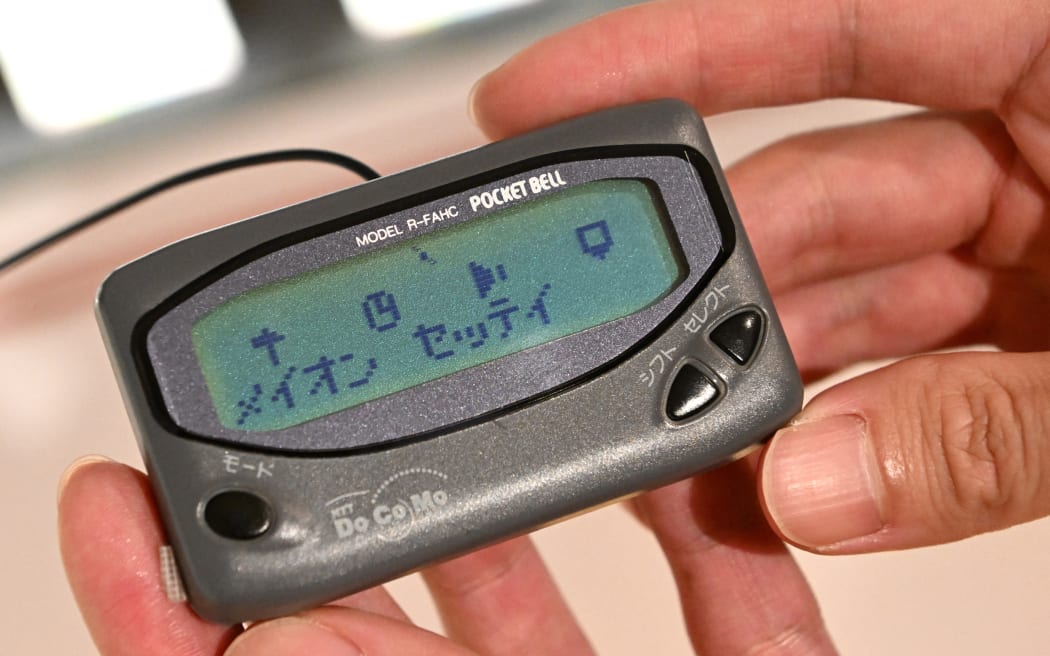 MODEL R-FAHC POCKET BELL
メイオン セッテイ
セレクト
シフト
モード
NTT
DoCoMo